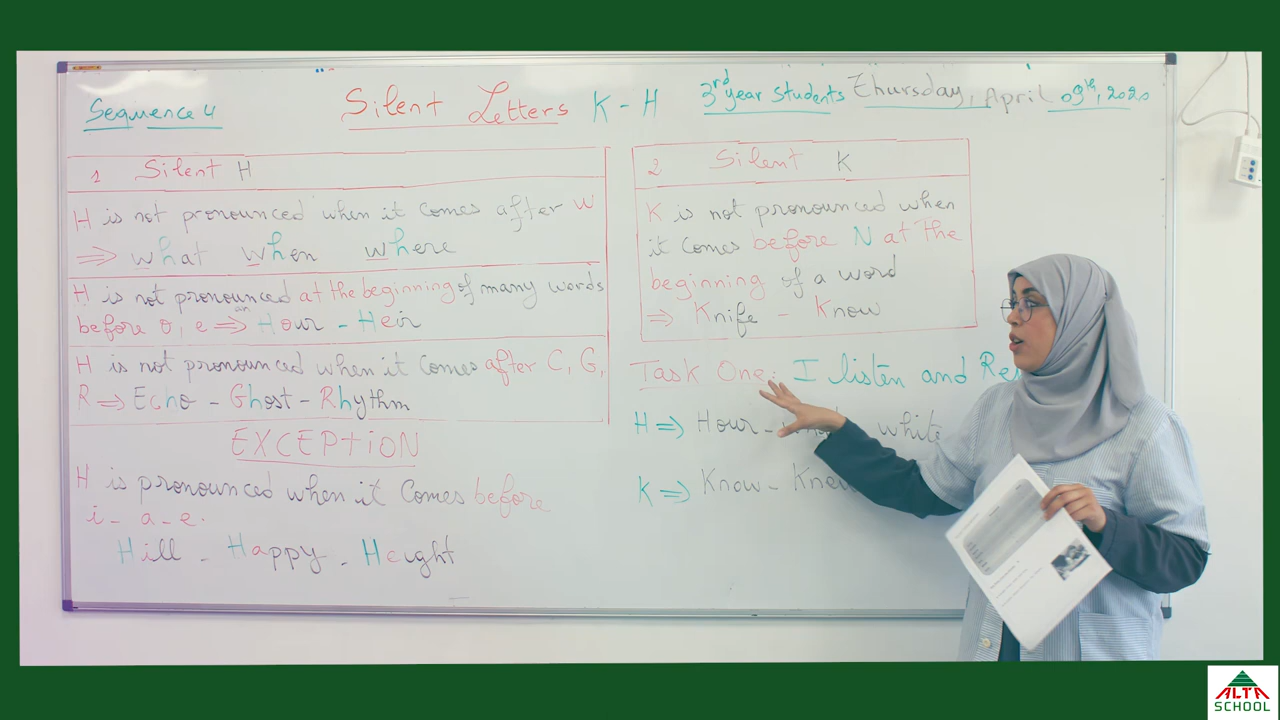 Sequence 4
Silent Letters K - H
3rd year Students Thursday, April 09th, 2020
1 Silent H
H is not pronounced when it comes after w
⇒ what when where
H is not pronounced at the beginning of many words
before o, e ⇒ Hour - Heir
H is not pronounced when it comes after C, G,
R ⇒ Echo - Ghost - Rhythm
EXCEPTION
H is pronounced when it comes before
i - a - e.
Hill - Happy - Height
2 Silent K
K is not pronounced when
it comes before N at the
beginning of a word
⇒ Knife - Know
Task One: I listen and
H ⇒ Hour - white
K ⇒ Know -
ALTA
SCHOOL